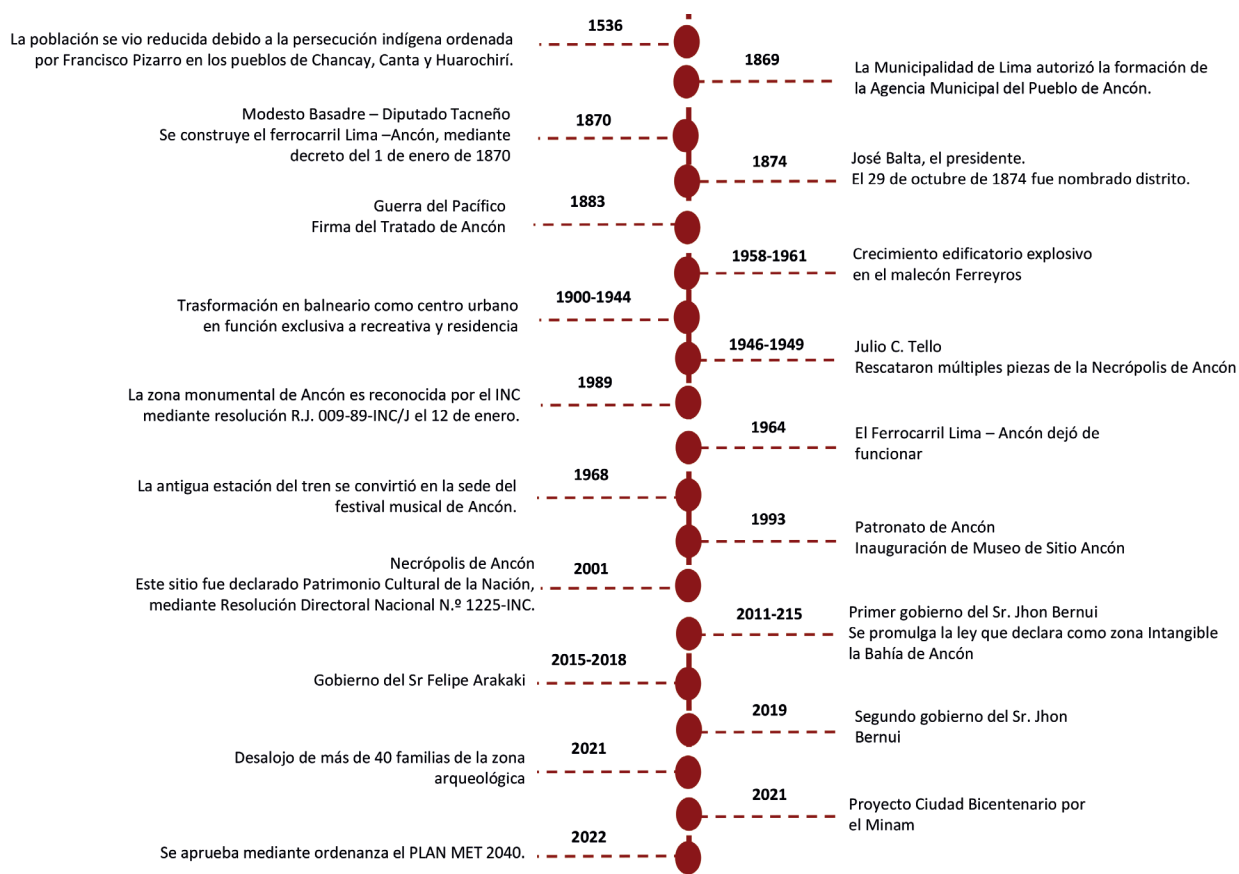 1536
La población se vio reducida debido a la persecución indígena ordenada
por Francisco Pizarro en los pueblos de Chancay, Canta y Huarochirí.
1869
La Municipalidad de Lima autorizó la formación de
la Agencia Municipal del Pueblo de Ancón.
1870
Modesto Basadre – Diputado Tacneño
Se construye el ferrocarril Lima –Ancón, mediante
decreto del 1 de enero de 1870
1874
José Balta, el presidente.
El 29 de octubre de 1874 fue nombrado distrito.
1883
Guerra del Pacífico
Firma del Tratado de Ancón
1958-1961
Crecimiento edificatorio explosivo
en el malecón Ferreyros
1900-1944
Trasformación en balneario como centro urbano
en función exclusiva a recreativa y residencia
1946-1949
Julio C. Tello
Rescataron múltiples piezas de la Necrópolis de Ancón
1989
La zona monumental de Ancón es reconocida por el INC
mediante resolución R.J. 009-89-INC/J el 12 de enero.
1964
El Ferrocarril Lima – Ancón dejó de
funcionar
1968
La antigua estación del tren se convirtió en la sede del
festival musical de Ancón.
1993
Patronato de Ancón
Inauguración de Museo de Sitio Ancón
2001
Necrópolis de Ancón
Este sitio fue declarado Patrimonio Cultural de la Nación,
mediante Resolución Directoral Nacional N.º 1225-INC.
2011-215
Primer gobierno del Sr. Jhon Bernui
Se promulga la ley que declara como zona Intangible
la Bahía de Ancón
2015-2018
Gobierno del Sr Felipe Arakaki
2019
Segundo gobierno del Sr. Jhon
Bernui
2021
Desalojo de más de 40 familias de la zona
arqueológica
2021
Proyecto Ciudad Bicentenario por
el Minam
2022
Se aprueba mediante ordenanza el PLAN MET 2040.